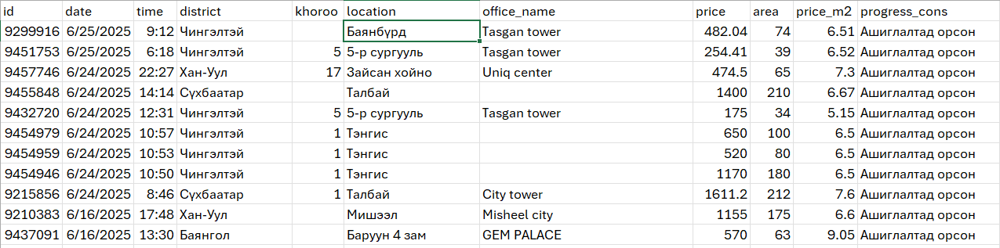 id date time district khoroo location office_name price area price_m2 progress_cons
9299916 6/25/2025 9:12 Чингэлтэй Баянбүрд Tasgan tower 482.04 74 6.51 Ашиглалтад орсон
9451753 6/25/2025 6:18 Чингэлтэй 5 5-р сургууль Tasgan tower 254.41 39 6.52 Ашиглалтад орсон
9457746 6/24/2025 22:27 Хан-Уул 17 Зайсан хойно Uniq center 474.5 65 7.3 Ашиглалтад орсон
9455848 6/24/2025 14:14 Сүхбаатар Талбай 1400 210 6.67 Ашиглалтад орсон
9432720 6/24/2025 12:31 Чингэлтэй 5 5-р сургууль Tasgan tower 175 34 5.15 Ашиглалтад орсон
9454979 6/24/2025 10:57 Чингэлтэй 1 Тэнгис 650 100 6.5 Ашиглалтад орсон
9454959 6/24/2025 10:53 Чингэлтэй 1 Тэнгис 520 80 6.5 Ашиглалтад орсон
9454946 6/24/2025 10:50 Чингэлтэй 1 Тэнгис 1170 180 6.5 Ашиглалтад орсон
9215856 6/24/2025 8:46 Сүхбаатар 1 Талбай City tower 1611.2 212 7.6 Ашиглалтад орсон
9210383 6/16/2025 17:48 Хан-Уул Мишээл Misheel city 1155 175 6.6 Ашиглалтад орсон
9437091 6/16/2025 13:30 Баянгол Баруун 4 зам GEM PALACE 570 63 9.05 Ашиглалтад орсон